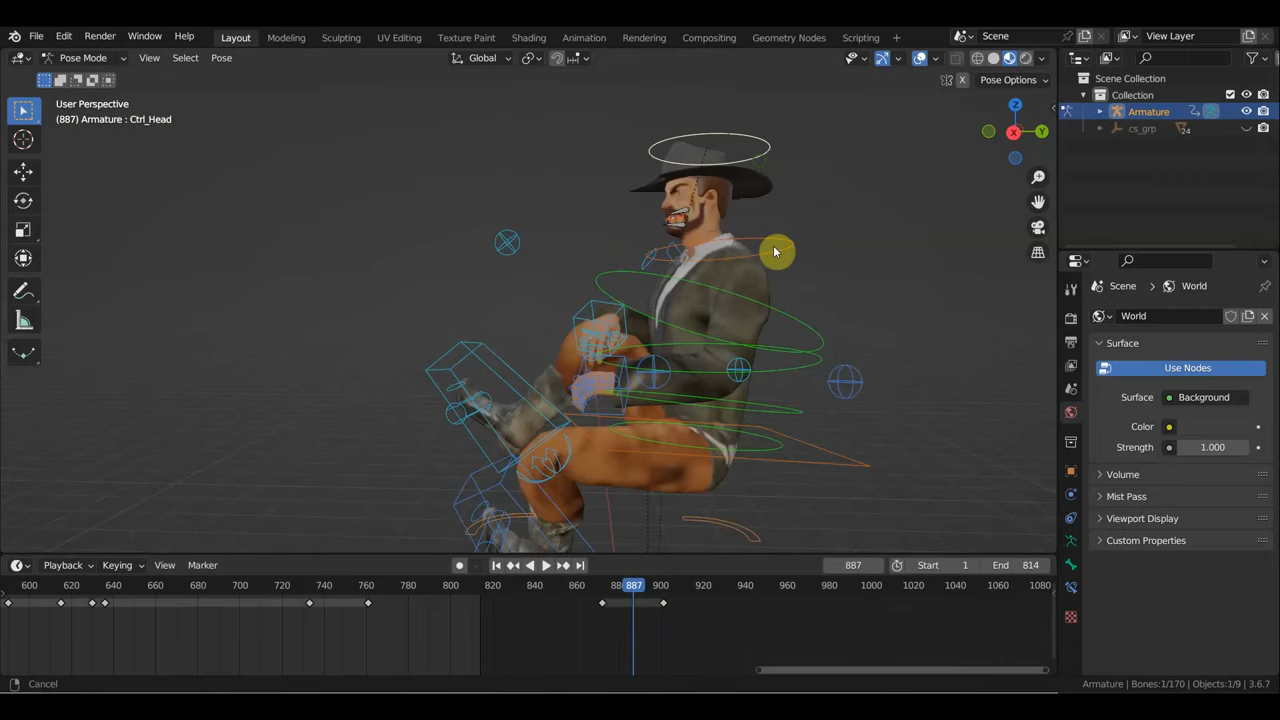 File Edit Render Window Help Layout Modeling Sculpting UV Editing Texture Paint Shading Animation Rendering Compositing Geometry Nodes Scripting + Scene View Layer
Pose Mode View Select Pose Global
X Pose Options
User Perspective
(887) Armature : Ctrl_Head
Z
X
Y
Scene Collection
Collection
Armature
cs_grp 24
Scene > World
World
Surface
Use Nodes
Surface Background
Color
Strength 1.000
Volume
Mist Pass
Viewport Display
Custom Properties
Playback Keying View Marker 887 Start 1 End 814
600 620 640 660 680 700 720 740 760 780 800 820 840 860 88 887 900 920 940 960 980 1000 1020 1040 1060 1080
Cancel Armature | Bones:1/170 | Objects:1/9 | 3.6.7